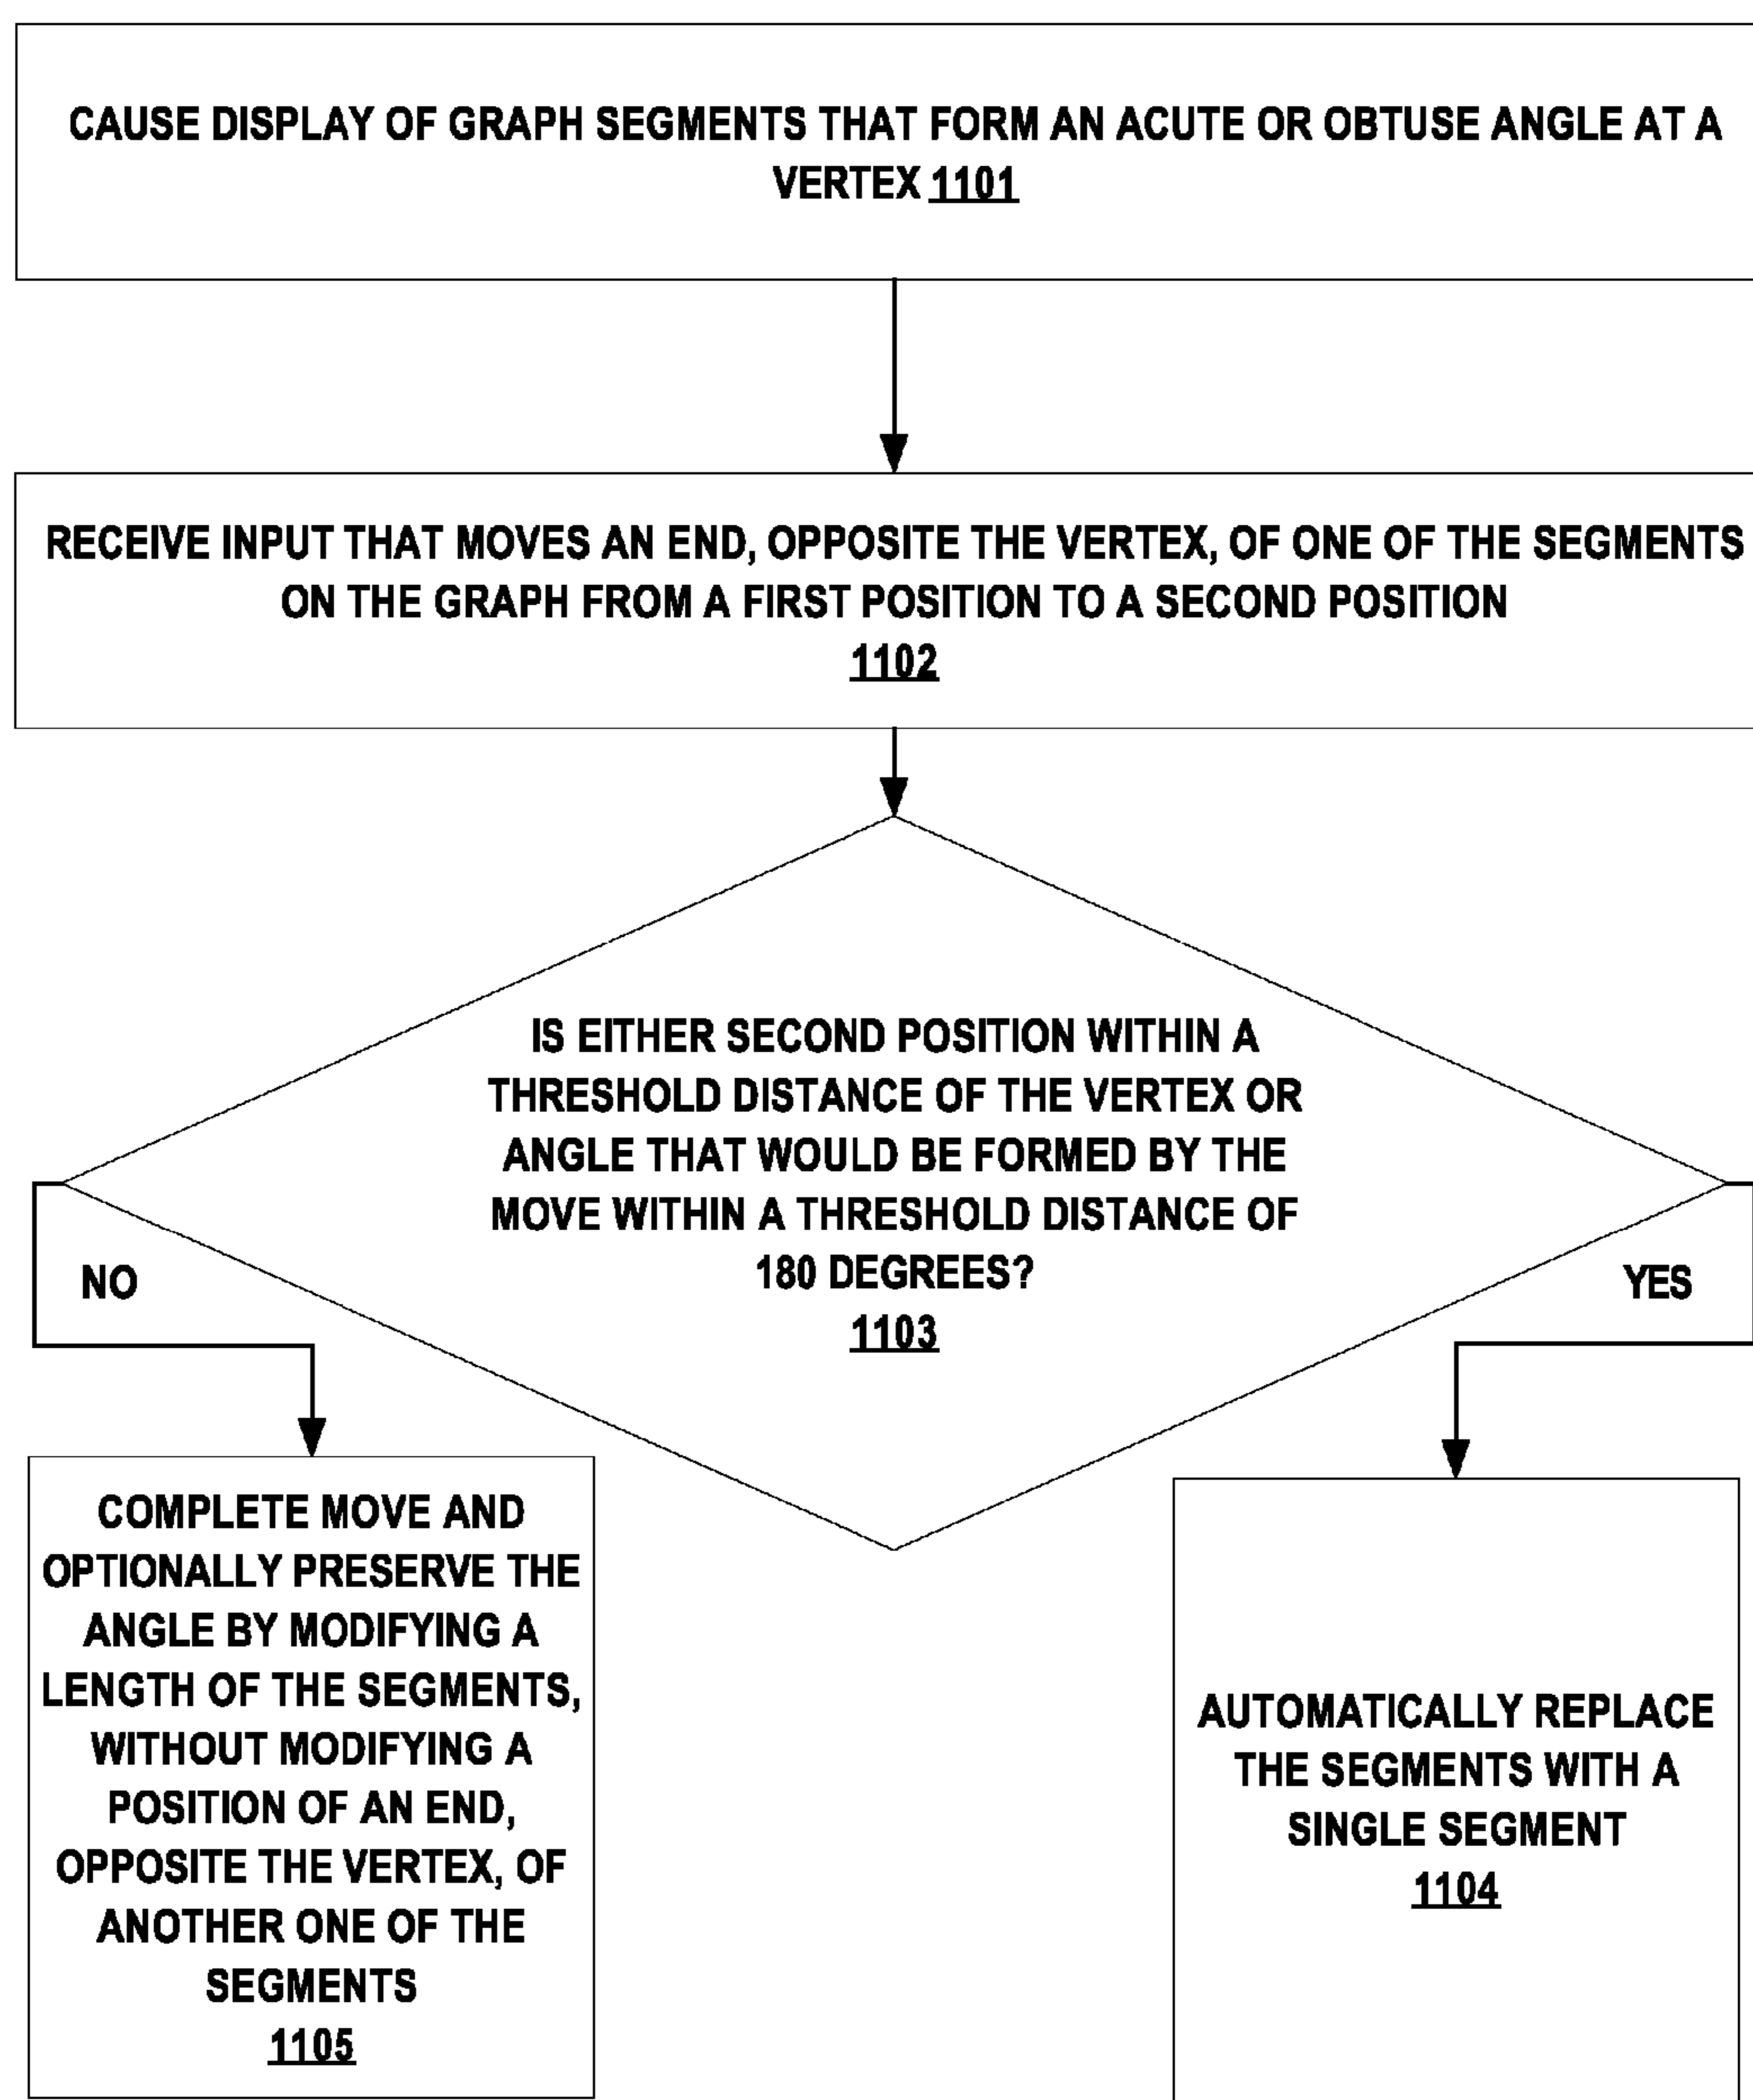 CAUSE DISPLAY OF GRAPH SEGMENTS THAT FORM AN ACUTE OR OBTUSE ANGLE AT A
VERTEX 1101
RECEIVE INPUT THAT MOVES AN END, OPPOSITE THE VERTEX, OF ONE OF THE SEGMENTS
ON THE GRAPH FROM A FIRST POSITION TO A SECOND POSITION
1102
IS EITHER SECOND POSITION WITHIN A
THRESHOLD DISTANCE OF THE VERTEX OR
ANGLE THAT WOULD BE FORMED BY THE
MOVE WITHIN A THRESHOLD DISTANCE OF
180 DEGREES?
1103
NO
YES
COMPLETE MOVE AND
OPTIONALLY PRESERVE THE
ANGLE BY MODIFYING A
LENGTH OF THE SEGMENTS,
WITHOUT MODIFYING A
POSITION OF AN END,
OPPOSITE THE VERTEX, OF
ANOTHER ONE OF THE
SEGMENTS
1105
AUTOMATICALLY REPLACE
THE SEGMENTS WITH A
SINGLE SEGMENT
1104